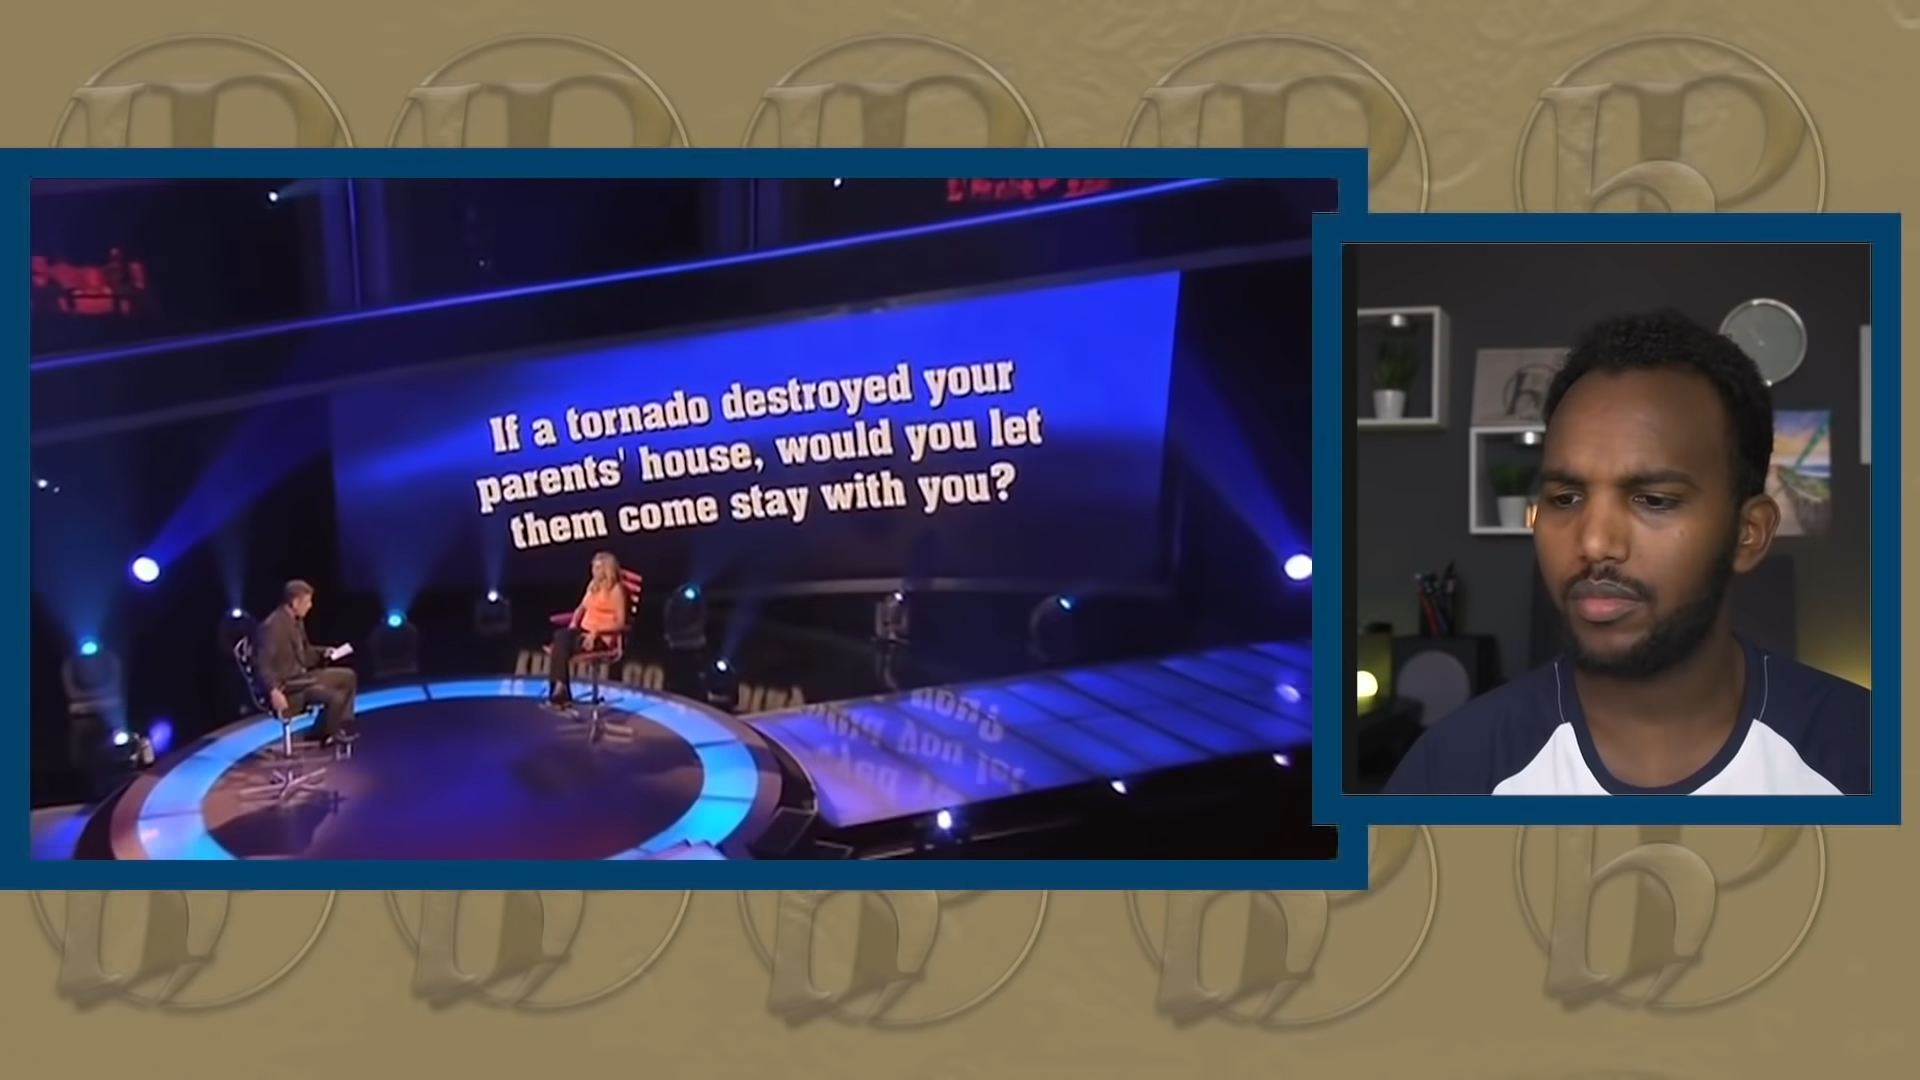 If a tornado destroyed your
parents' house, would you let
them come stay with you?